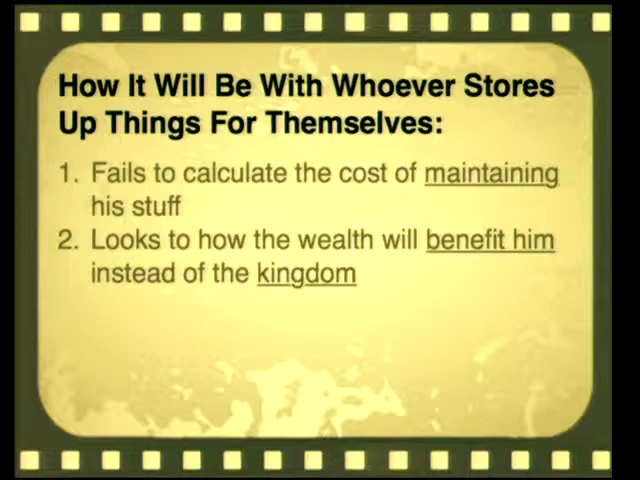 How It Will Be With Whoever Stores
Up Things For Themselves:
1. Fails to calculate the cost of maintaining
his stuff
2. Looks to how the wealth will benefit him
instead of the kingdom